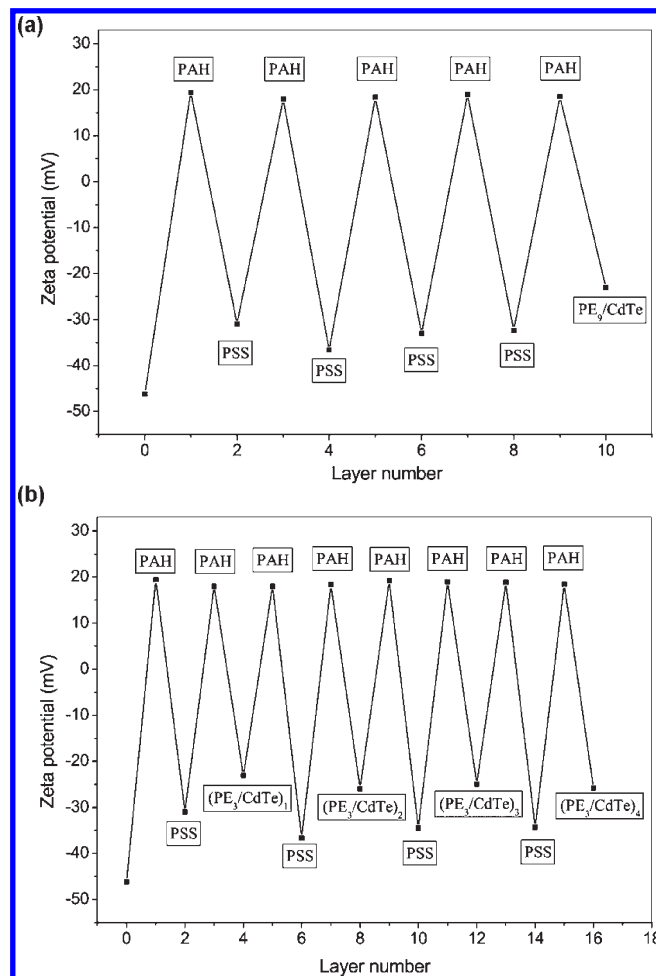 (a)
30
20
10
0
-10
-20
-30
-40
-50
Zeta potential (mV)
PAH PAH PAH PAH PAH
PSS PSS PSS PSS
PE9/CdTe
0 2 4 6 8 10
Layer number
(b)
30
20
10
0
-10
-20
-30
-40
-50
Zeta potential (mV)
PAH PAH PAH PAH PAH PAH PAH PAH
(PE3/CdTe)1 (PE3/CdTe)2 (PE3/CdTe)3 (PE3/CdTe)4
PSS PSS PSS PSS
0 2 4 6 8 10 12 14 16 18
Layer number